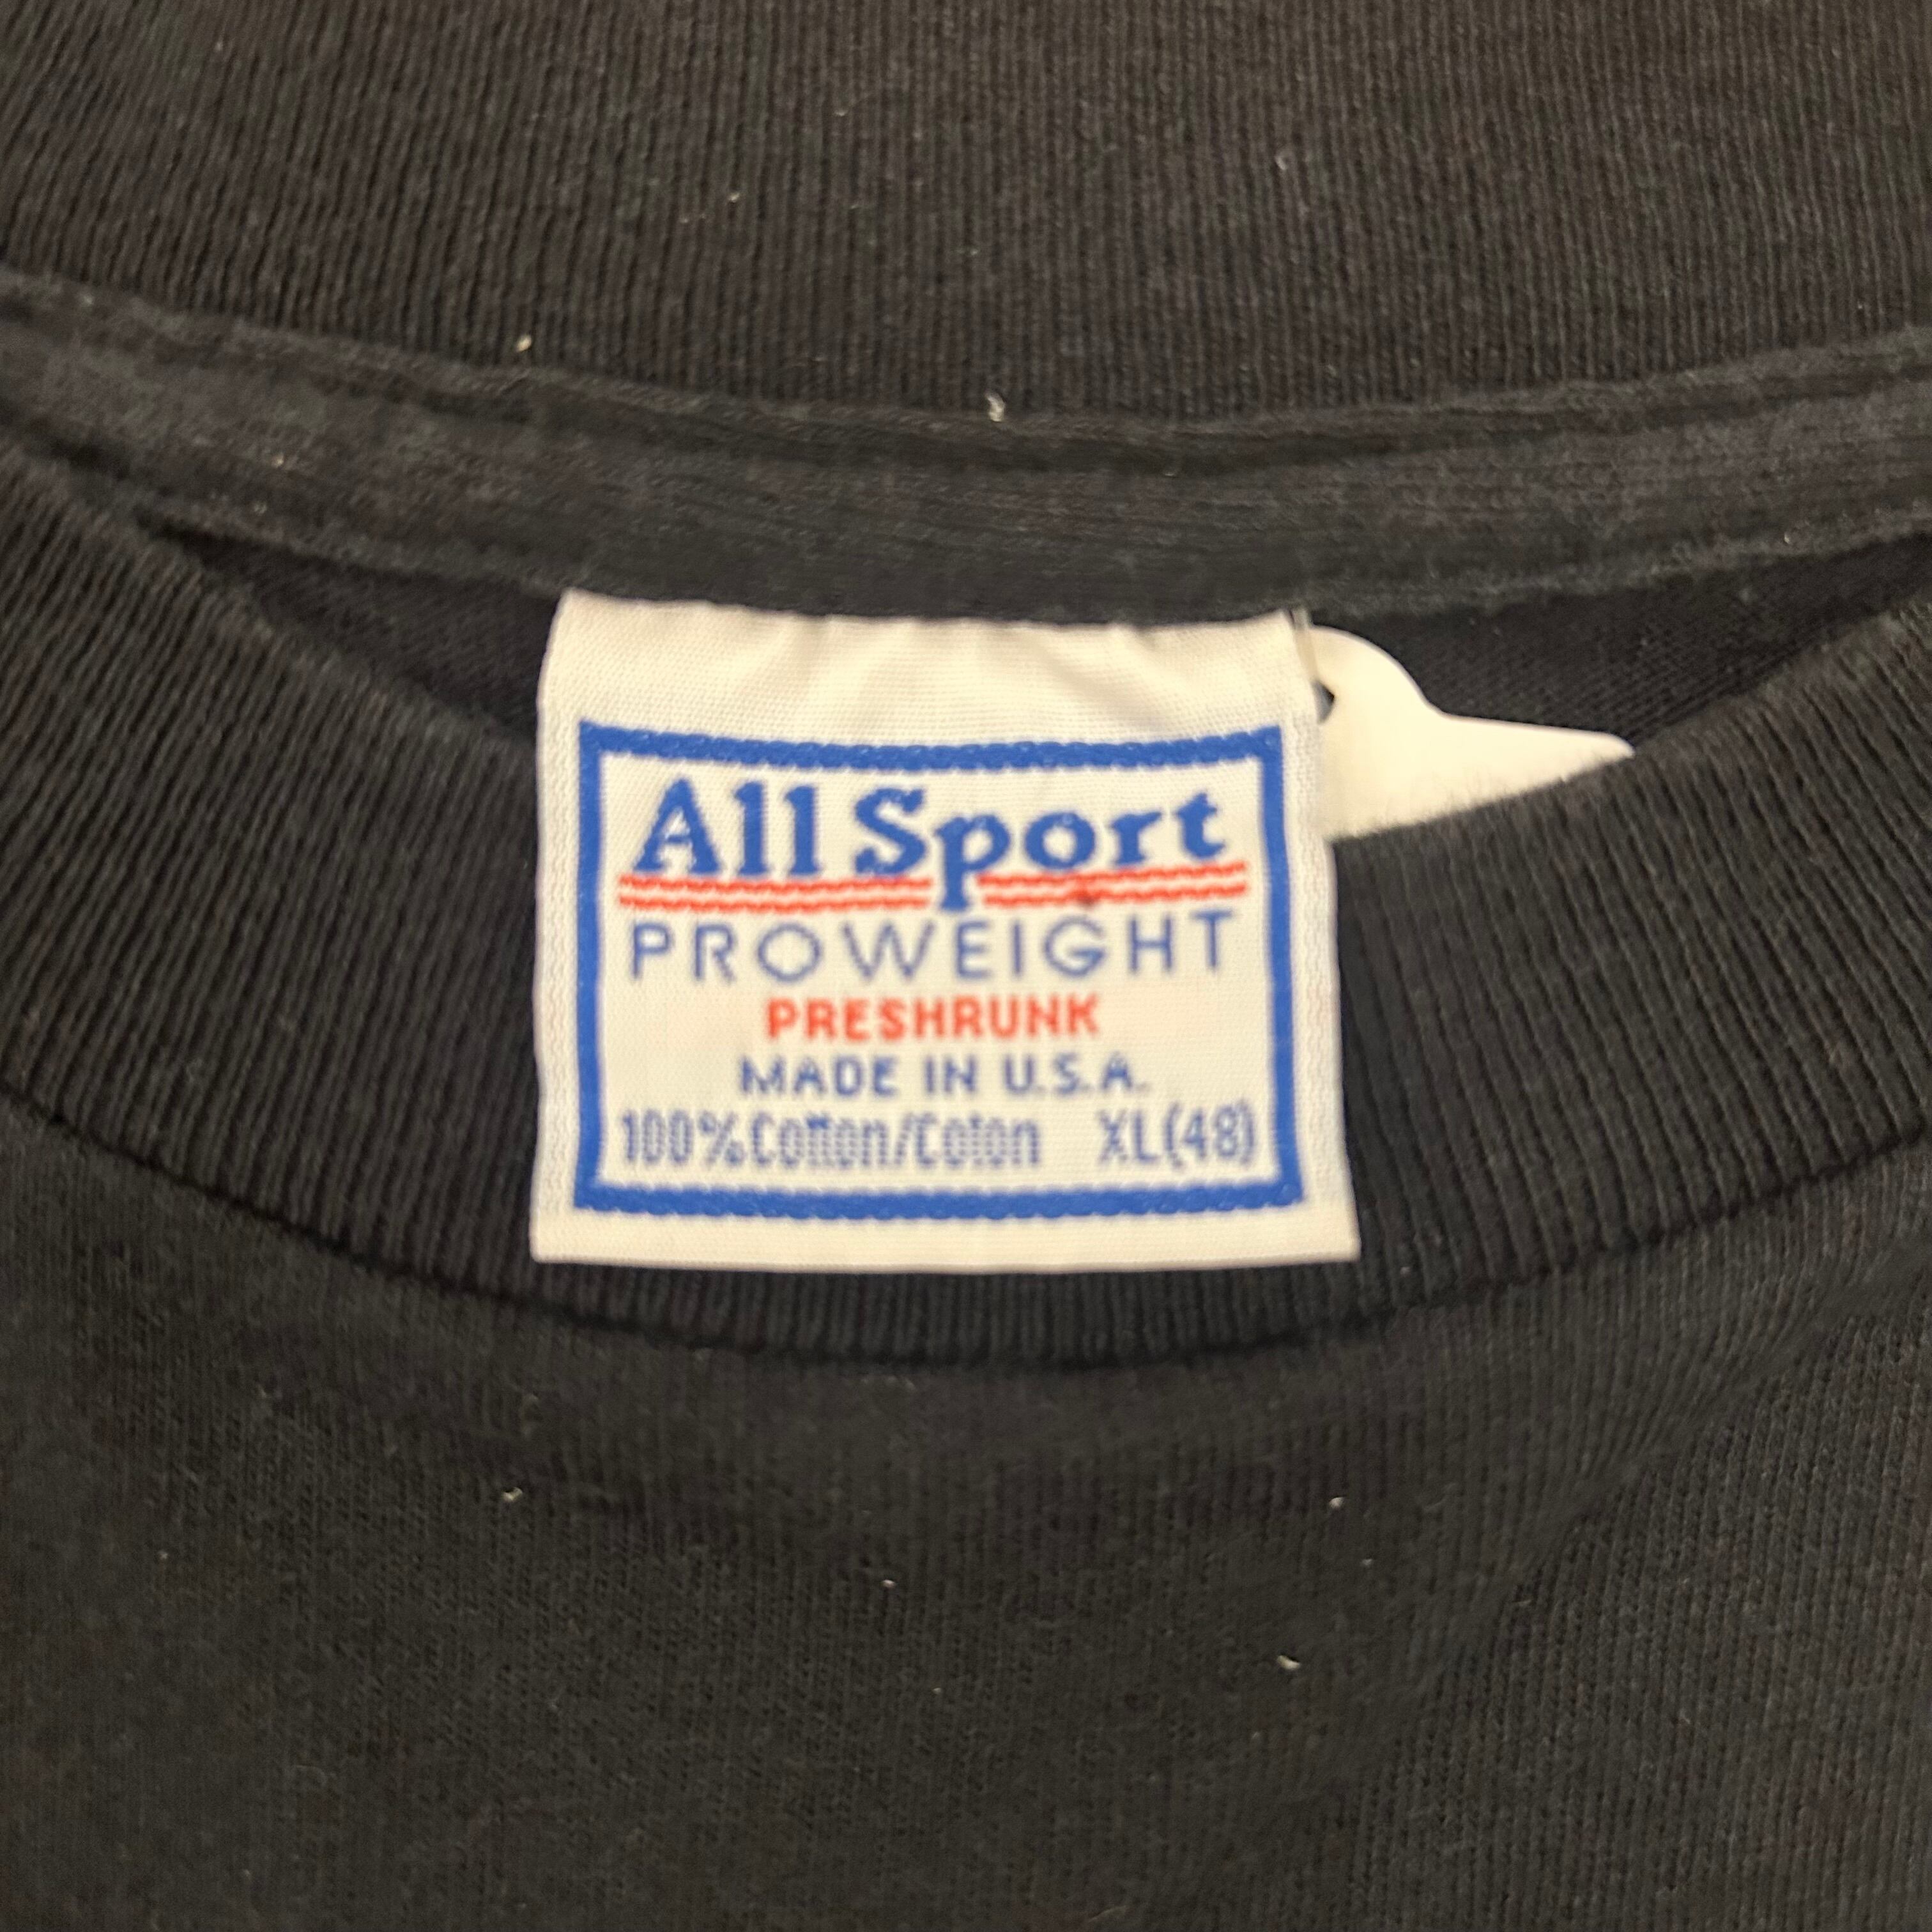 All Sport
PROWEIGHT
PRESHRUNK
MADE IN U.S.A.
100% Cotton/Coton XL(48)